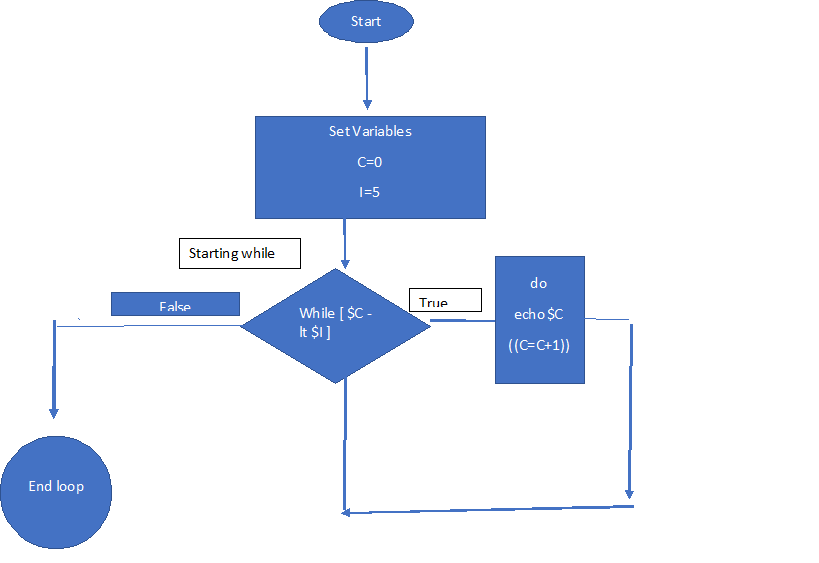 Start
Set Variables
C=0
I=5
Starting while
False
While [ $C -
lt $I ]
True
do
echo $C
((C=C+1))
End loop